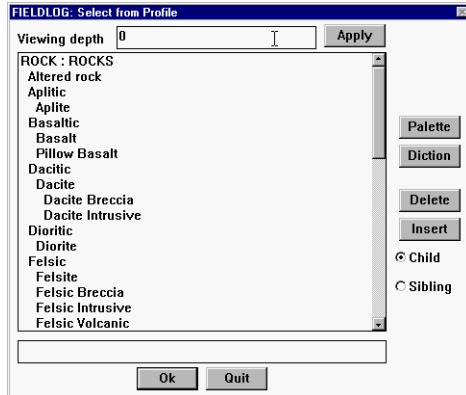 FIELDLOG: Select from Profile
Viewing depth 0 Apply
ROCK : ROCKS
Altered rock
Aplitic
Aplite
Basaltic
Basalt
Pillow Basalt
Dacitic
Dacite
Dacite Breccia
Dacite Intrusive
Dioritic
Diorite
Felsic
Felsite
Felsic Breccia
Felsic Intrusive
Felsic Volcanic
Palette
Diction
Delete
Insert
Child
Sibling
Ok Quit